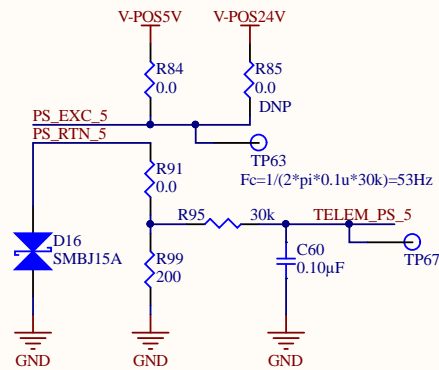 V-POS5V
V-POS24V
R84
0.0
R85
0.0
DNP
PS_EXC_5
PS_RTN_5
TP63
Fc=1/(2*pi*0.1u*30k)=53Hz
R91
0.0
R95
30k
TELEM_PS_5
D16
SMBJ15A
R99
200
C60
0.10µF
TP67
GND
GND
GND